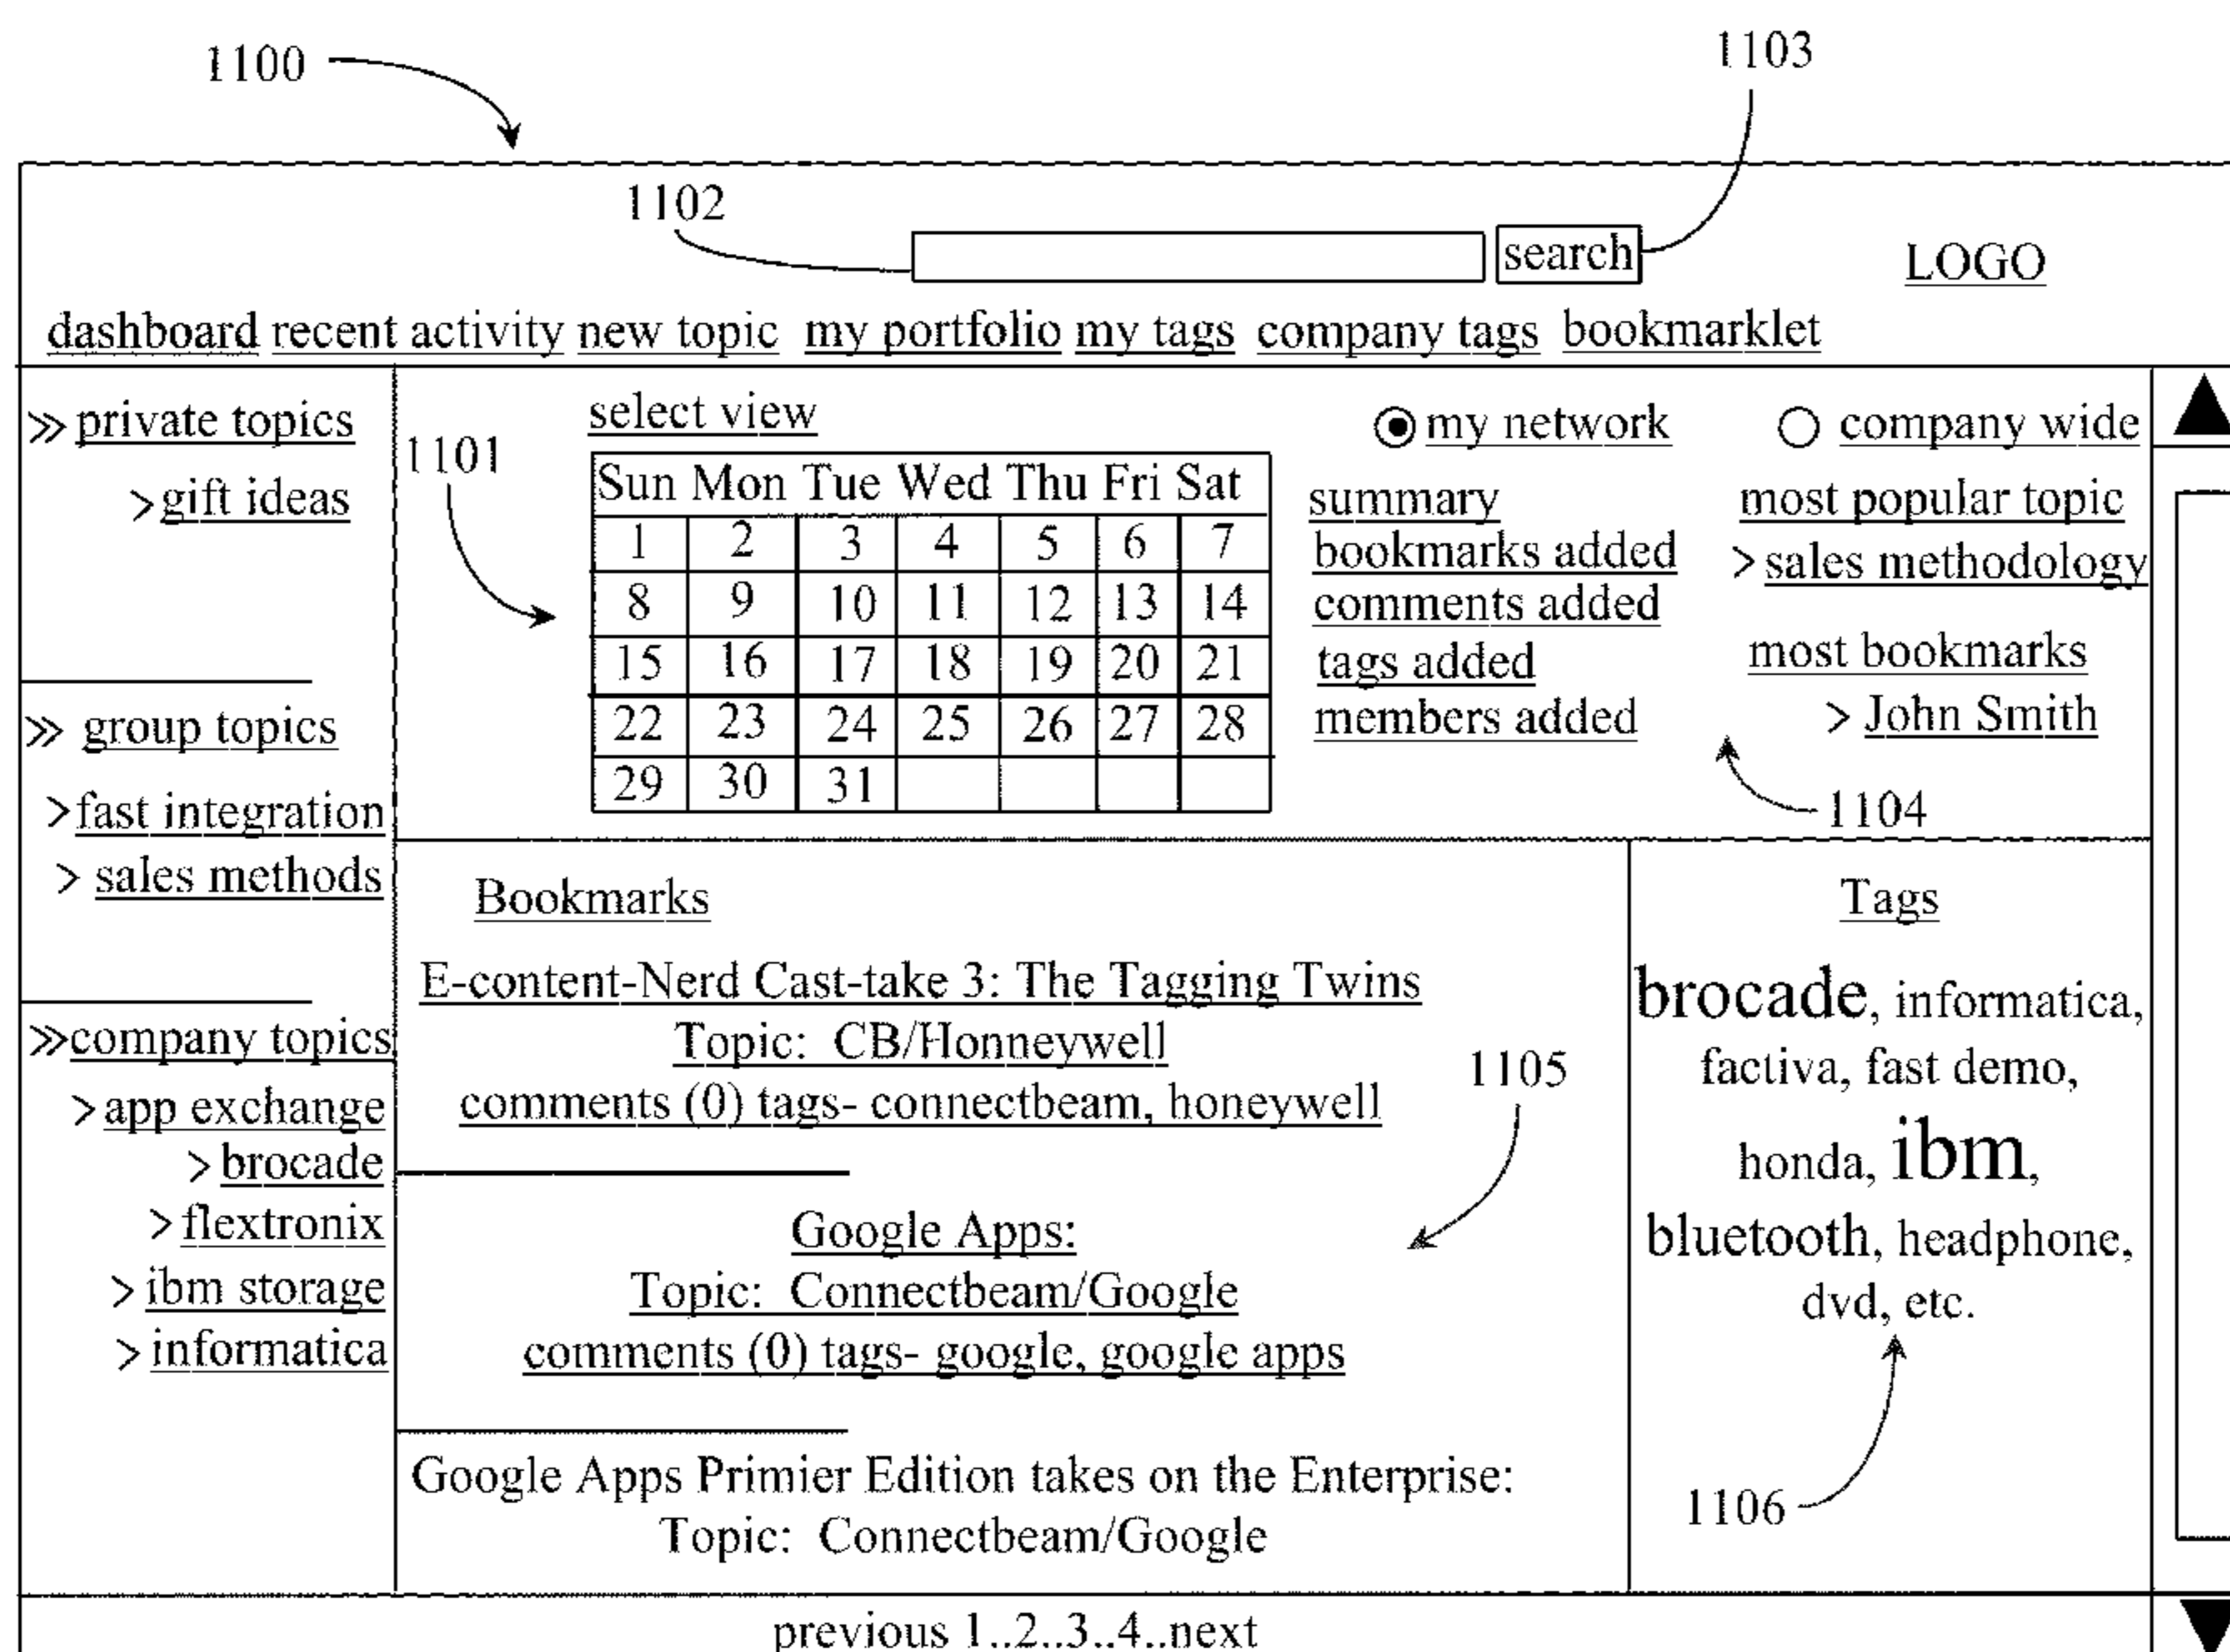 1100
1103
1102
search
LOGO
dashboard recent activity new topic my portfolio my tags company tags bookmarklet
>> private topics
> gift ideas
>> group topics
> fast integration
> sales methods
>> company topics
> app exchange
> brocade
> flextronix
> ibm storage
> informatica
1101
select view
Sun Mon Tue Wed Thu Fri Sat
1 2 3 4 5 6 7
8 9 10 11 12 13 14
15 16 17 18 19 20 21
22 23 24 25 26 27 28
29 30 31
my network
company wide
summary
bookmarks added
comments added
tags added
members added
most popular topic
> sales methodology
most bookmarks
> John Smith
1104
Bookmarks
E-content-Nerd Cast-take 3: The Tagging Twins
Topic: CB/Honneywell
comments (0) tags- connectbeam, honeywell
1105
Google Apps:
Topic: Connectbeam/Google
comments (0) tags- google, google apps
Google Apps Primier Edition takes on the Enterprise:
Topic: Connectbeam/Google
Tags
brocade, informatica,
factiva, fast demo,
honda, ibm,
bluetooth, headphone,
dvd, etc.
1106
previous 1..2..3..4..next